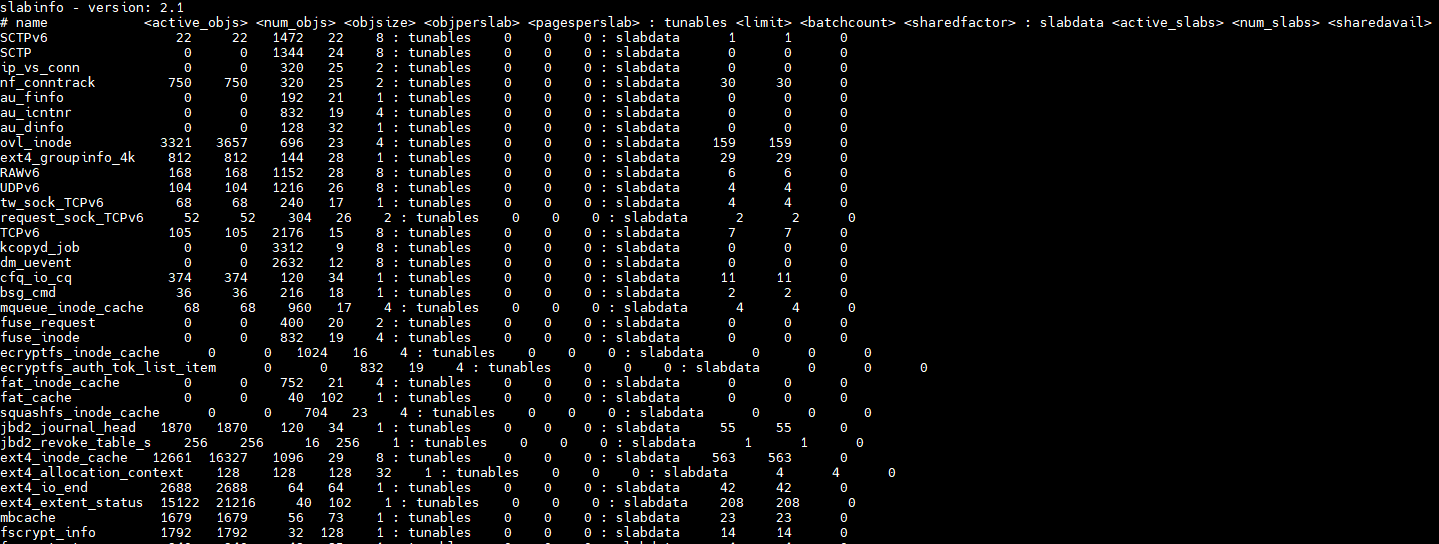 slabinfo - version: 2.1
# name            <active_objs> <num_objs> <objsize> <objperslab> <pagesperslab> : tunables <limit> <batchcount> <sharedfactor> : slabdata <active_slabs> <num_slabs> <sharedavail>
SCTPv6                22     22   1472   22    8 : tunables    0    0    0 : slabdata      1      1      0
SCTP                   0      0   1344   24    8 : tunables    0    0    0 : slabdata      0      0      0
ip_vs_conn             0      0    320   25    2 : tunables    0    0    0 : slabdata      0      0      0
nf_conntrack         750    750    320   25    2 : tunables    0    0    0 : slabdata     30     30      0
au_finfo               0      0    192   21    1 : tunables    0    0    0 : slabdata      0      0      0
au_icntnr              0      0    832   19    4 : tunables    0    0    0 : slabdata      0      0      0
au_dinfo               0      0    128   32    1 : tunables    0    0    0 : slabdata      0      0      0
ovl_inode           3321   3657    696   23    4 : tunables    0    0    0 : slabdata    159    159      0
ext4_groupinfo_4k    812    812    144   28    1 : tunables    0    0    0 : slabdata     29     29      0
RAWv6                168    168   1152   28    8 : tunables    0    0    0 : slabdata      6      6      0
UDPv6                104    104   1216   26    8 : tunables    0    0    0 : slabdata      4      4      0
tw_sock_TCPv6         68     68    240   17    1 : tunables    0    0    0 : slabdata      4      4      0
request_sock_TCPv6     52     52    304   26    2 : tunables    0    0    0 : slabdata      2      2      0
TCPv6                105    105   2176   15    8 : tunables    0    0    0 : slabdata      7      7      0
kcopyd_job             0      0   3312    9    8 : tunables    0    0    0 : slabdata      0      0      0
dm_uevent              0      0   2632   12    8 : tunables    0    0    0 : slabdata      0      0      0
cfq_io_cq            374    374    120   34    1 : tunables    0    0    0 : slabdata     11     11      0
bsg_cmd               36     36    216   18    1 : tunables    0    0    0 : slabdata      2      2      0
mqueue_inode_cache     68     68    960   17    4 : tunables    0    0    0 : slabdata      4      4      0
fuse_request           0      0    400   20    2 : tunables    0    0    0 : slabdata      0      0      0
fuse_inode             0      0    832   19    4 : tunables    0    0    0 : slabdata      0      0      0
ecryptfs_inode_cache      0      0   1024   16    4 : tunables    0    0    0 : slabdata      0      0      0
ecryptfs_auth_tok_list_item      0      0    832   19    4 : tunables    0    0    0 : slabdata      0      0      0
fat_inode_cache        0      0    752   21    4 : tunables    0    0    0 : slabdata      0      0      0
fat_cache              0      0     40  102    1 : tunables    0    0    0 : slabdata      0      0      0
squashfs_inode_cache      0      0    704   23    4 : tunables    0    0    0 : slabdata      0      0      0
jbd2_journal_head   1870   1870    120   34    1 : tunables    0    0    0 : slabdata     55     55      0
jbd2_revoke_table_s    256    256     16  256    1 : tunables    0    0    0 : slabdata      1      1      0
ext4_inode_cache   12661  16327   1096   29    8 : tunables    0    0    0 : slabdata    563    563      0
ext4_allocation_context    128    128    128   32    1 : tunables    0    0    0 : slabdata      4      4      0
ext4_io_end         2688   2688     64   64    1 : tunables    0    0    0 : slabdata     42     42      0
ext4_extent_status  15122  21216     40  102    1 : tunables    0    0    0 : slabdata    208    208      0
mbcache             1679   1679     56   73    1 : tunables    0    0    0 : slabdata     23     23      0
fscrypt_info        1792   1792     32  128    1 : tunables    0    0    0 : slabdata     14     14      0